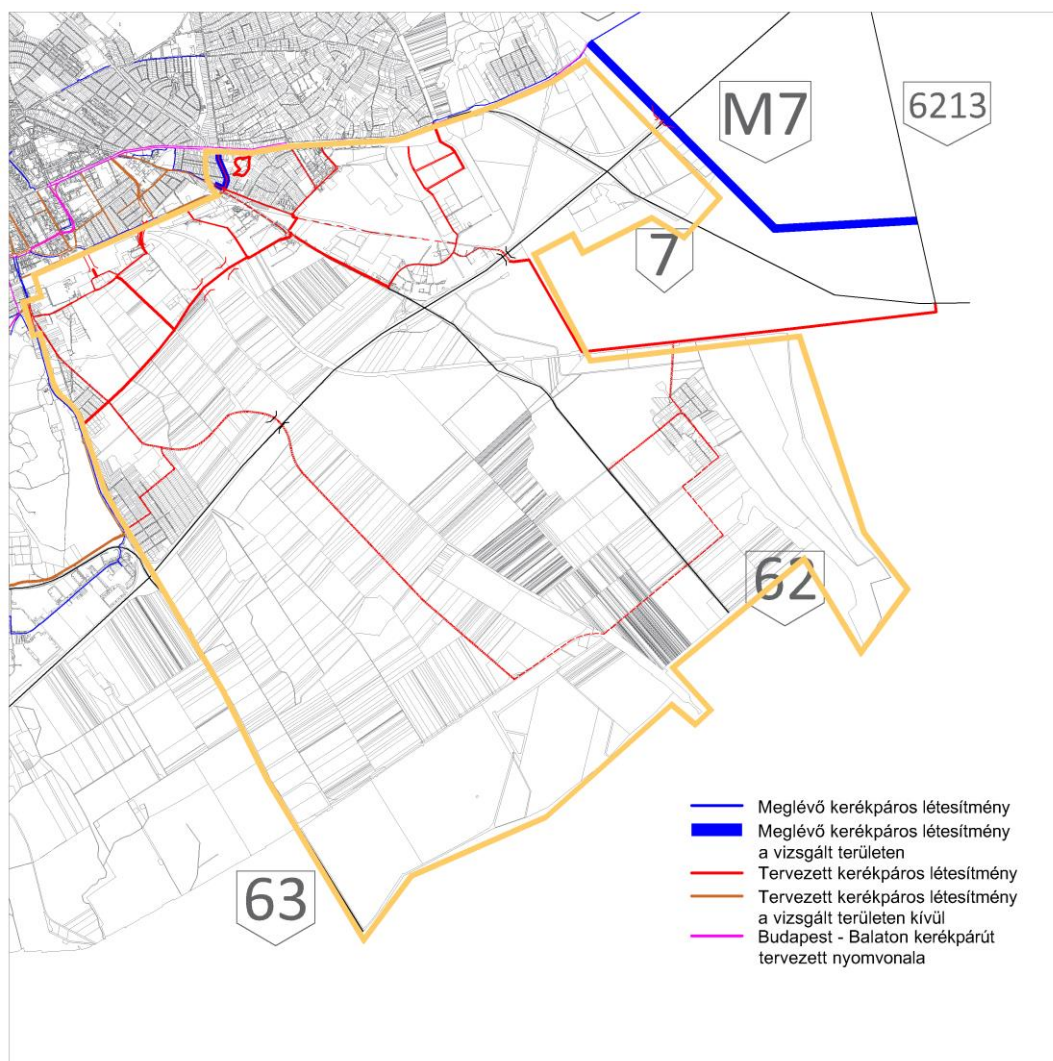 M7
6213
7
62
63
Meglévő kerékpáros létesítmény
Meglévő kerékpáros létesítmény
a vizsgált területen
Tervezett kerékpáros létesítmény
Tervezett kerékpáros létesítmény
a vizsgált területen kívül
Budapest - Balaton kerékpárút
tervezett nyomvonala